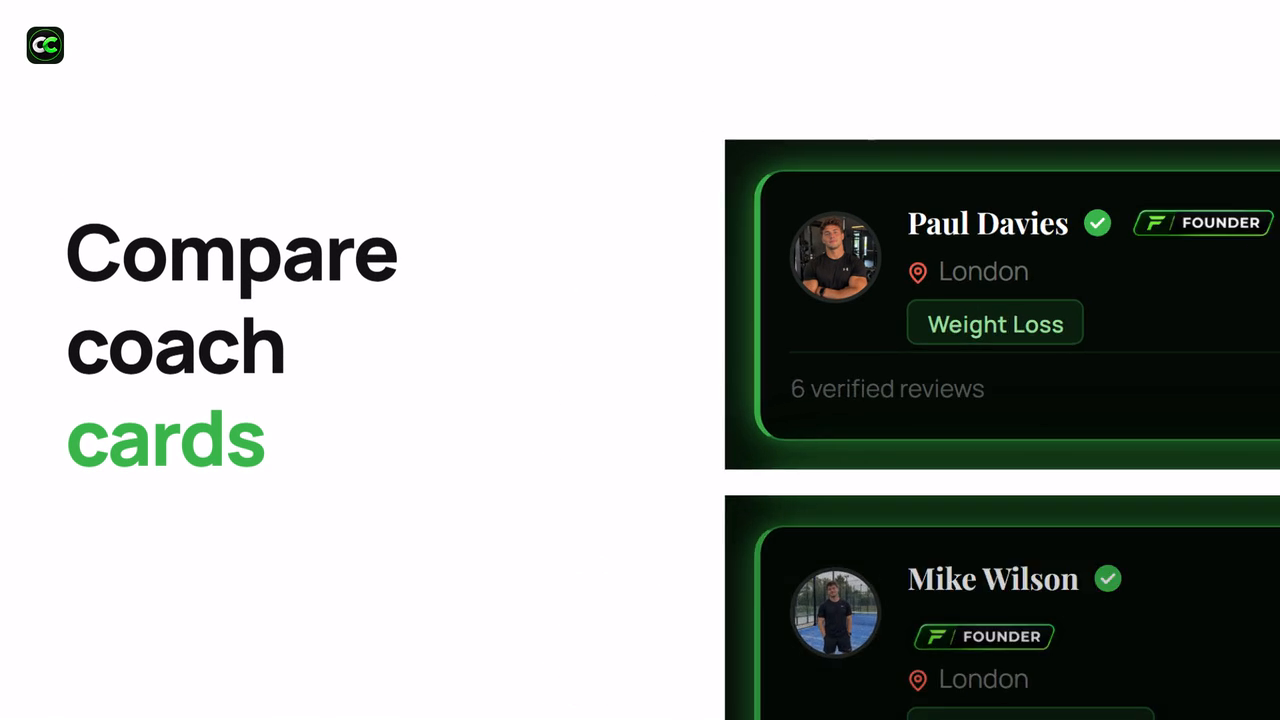 CC
Compare
coach
cards
Paul Davies
FOUNDER
London
Weight Loss
6 verified reviews
Mike Wilson
FOUNDER
London